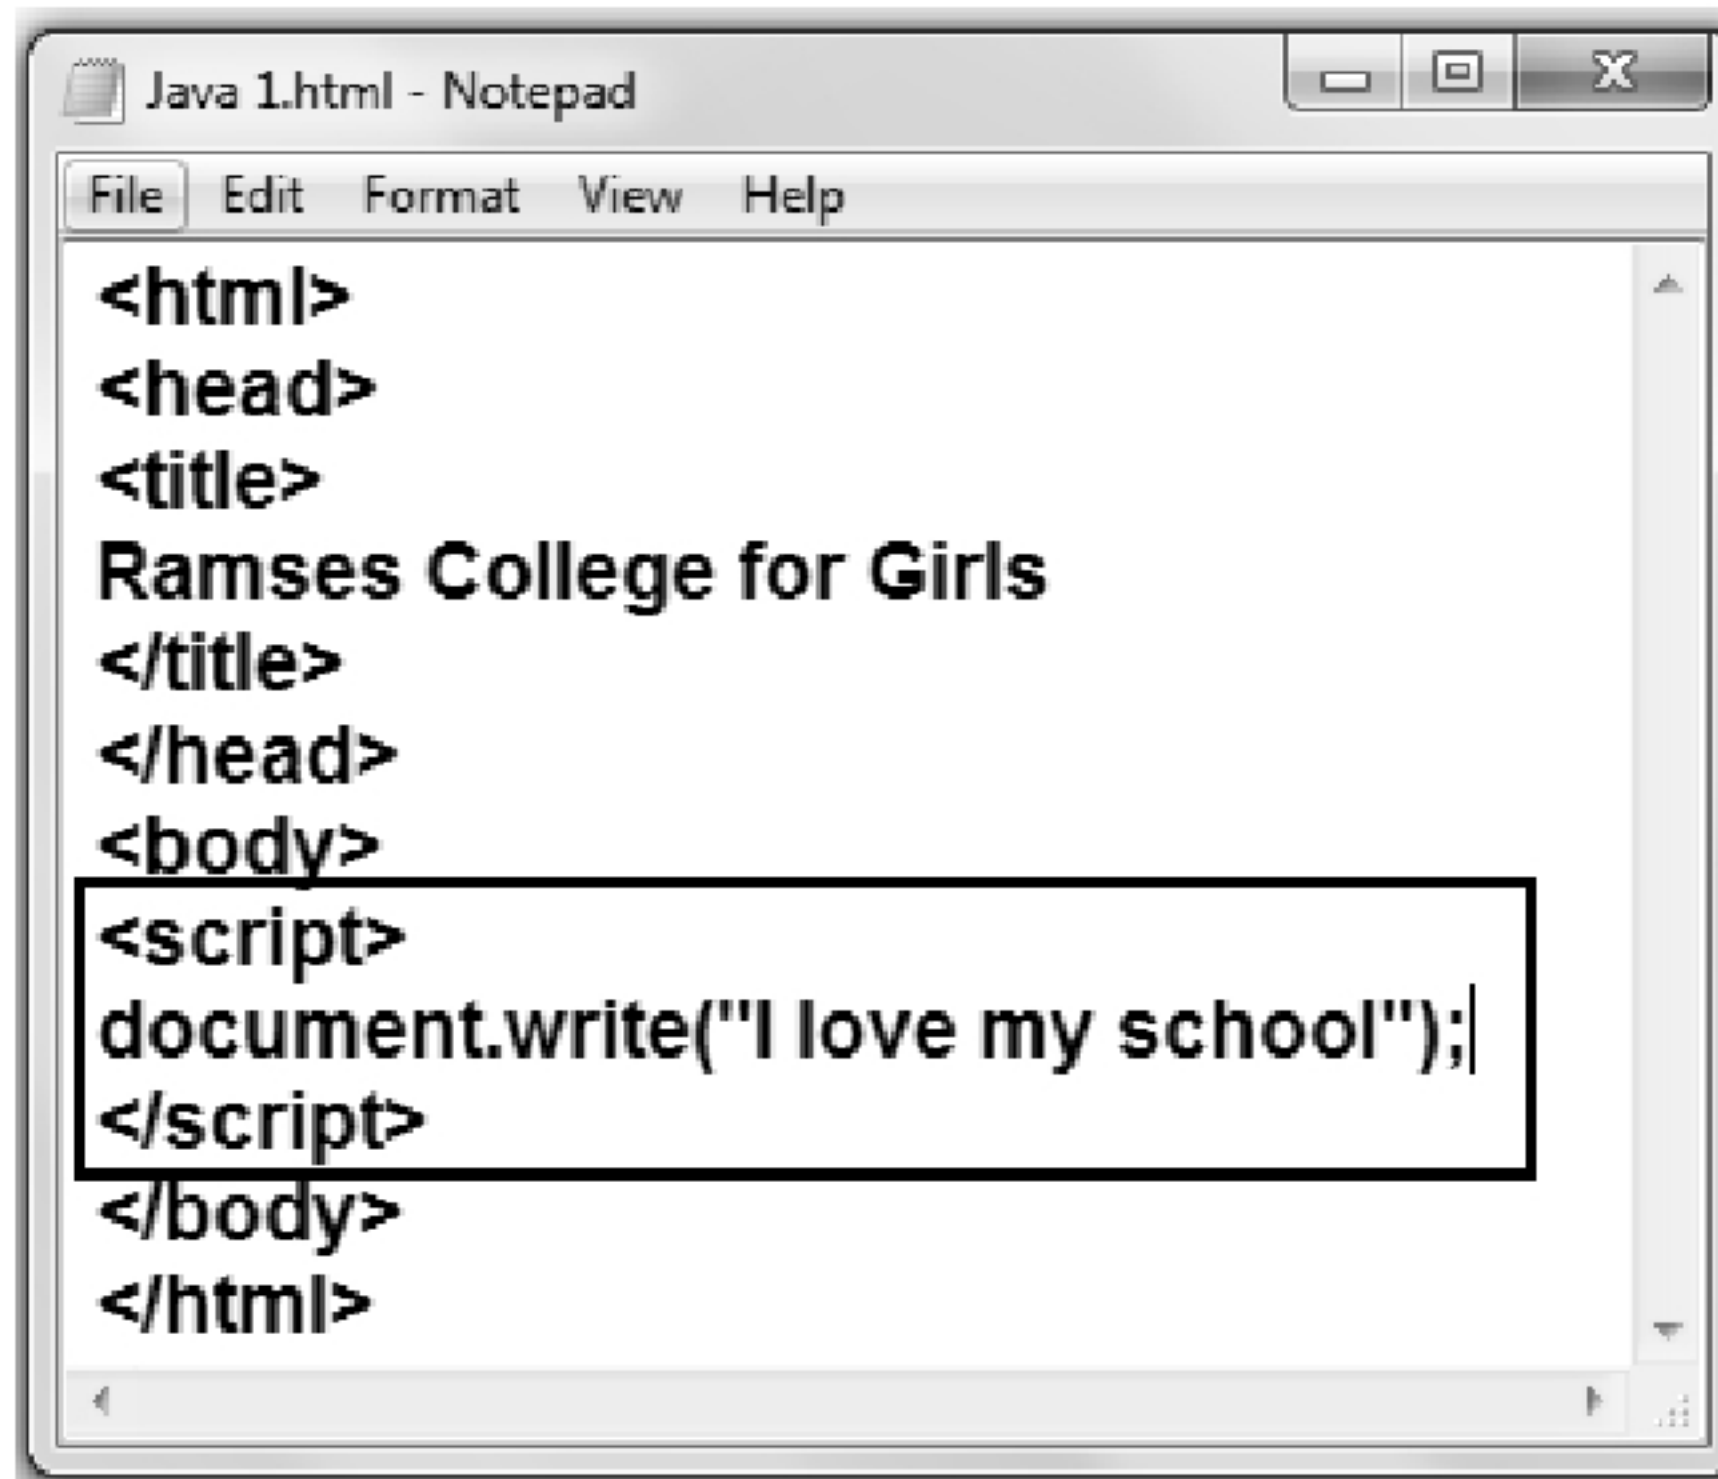 Java 1.html - Notepad
File Edit Format View Help
<html>
<head>
<title>
Ramses College for Girls
</title>
</head>
<body>
<script>
document.write("I love my school");
</script>
</body>
</html>